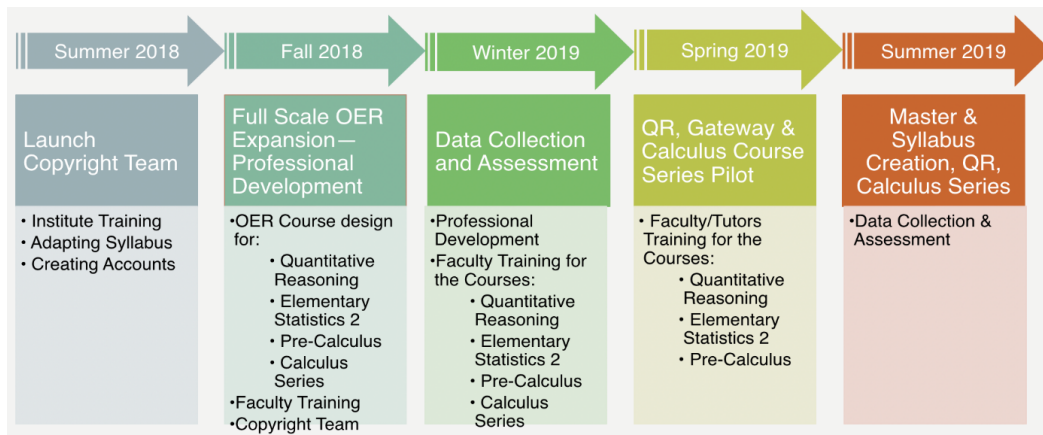 Summer 2018
Fall 2018
Winter 2019
Spring 2019
Summer 2019
Launch
Copyright Team
• Institute Training
• Adapting Syllabus
• Creating Accounts
Full Scale OER
Expansion—
Professional
Development
•OER Course design
for:
• Quantitative
Reasoning
• Elementary
Statistics 2
• Pre-Calculus
• Calculus
Series
•Faculty Training
•Copyright Team
Data Collection
and Assessment
•Professional
Development
•Faculty Training for
the Courses:
• Quantitative
Reasoning
• Elementary
Statistics 2
• Pre-Calculus
• Calculus
Series
QR, Gateway &
Calculus Course
Series Pilot
• Faculty/Tutors
Training for the
Courses:
• Quantitative
Reasoning
• Elementary
Statistics 2
• Pre-Calculus
Master &
Syllabus
Creation, QR,
Calculus Series
•Data Collection &
Assessment